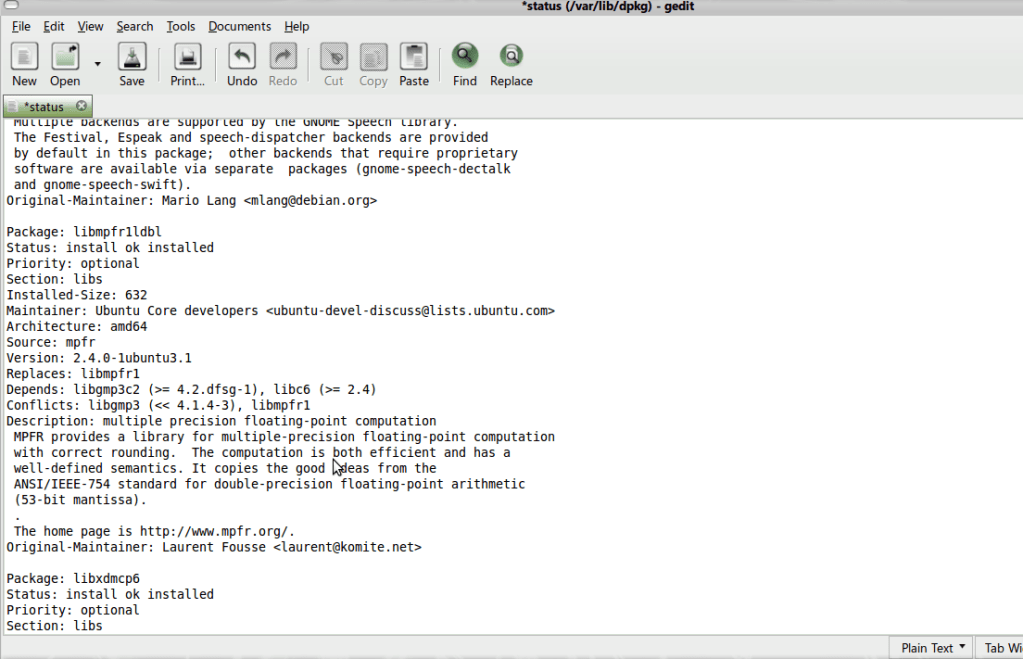 *status (/var/lib/dpkg) - gedit
File Edit View Search Tools Documents Help
New Open Save Print... Undo Redo Cut Copy Paste Find Replace
*status
Multiple backends are supported by the GNOME Speech library.
The Festival, Espeak and speech-dispatcher backends are provided
by default in this package;  other backends that require proprietary
software are available via separate  packages (gnome-speech-dectalk
and gnome-speech-swift).
Original-Maintainer: Mario Lang <mlang@debian.org>
Package: libmpfr1ldbl
Status: install ok installed
Priority: optional
Section: libs
Installed-Size: 632
Maintainer: Ubuntu Core developers <ubuntu-devel-discuss@lists.ubuntu.com>
Architecture: amd64
Source: mpfr
Version: 2.4.0-1ubuntu3.1
Replaces: libmpfr1
Depends: libgmp3c2 (>= 4.2.dfsg-1), libc6 (>= 2.4)
Conflicts: libgmp3 (<< 4.1.4-3), libmpfr1
Description: multiple precision floating-point computation
MPFR provides a library for multiple-precision floating-point computation
with correct rounding.  The computation is both efficient and has a
well-defined semantics. It copies the good ideas from the
ANSI/IEEE-754 standard for double-precision floating-point arithmetic
(53-bit mantissa).
.
The home page is http://www.mpfr.org/.
Original-Maintainer: Laurent Fousse <laurent@komite.net>
Package: libxdmcp6
Status: install ok installed
Priority: optional
Section: libs
Plain Text Tab Wi